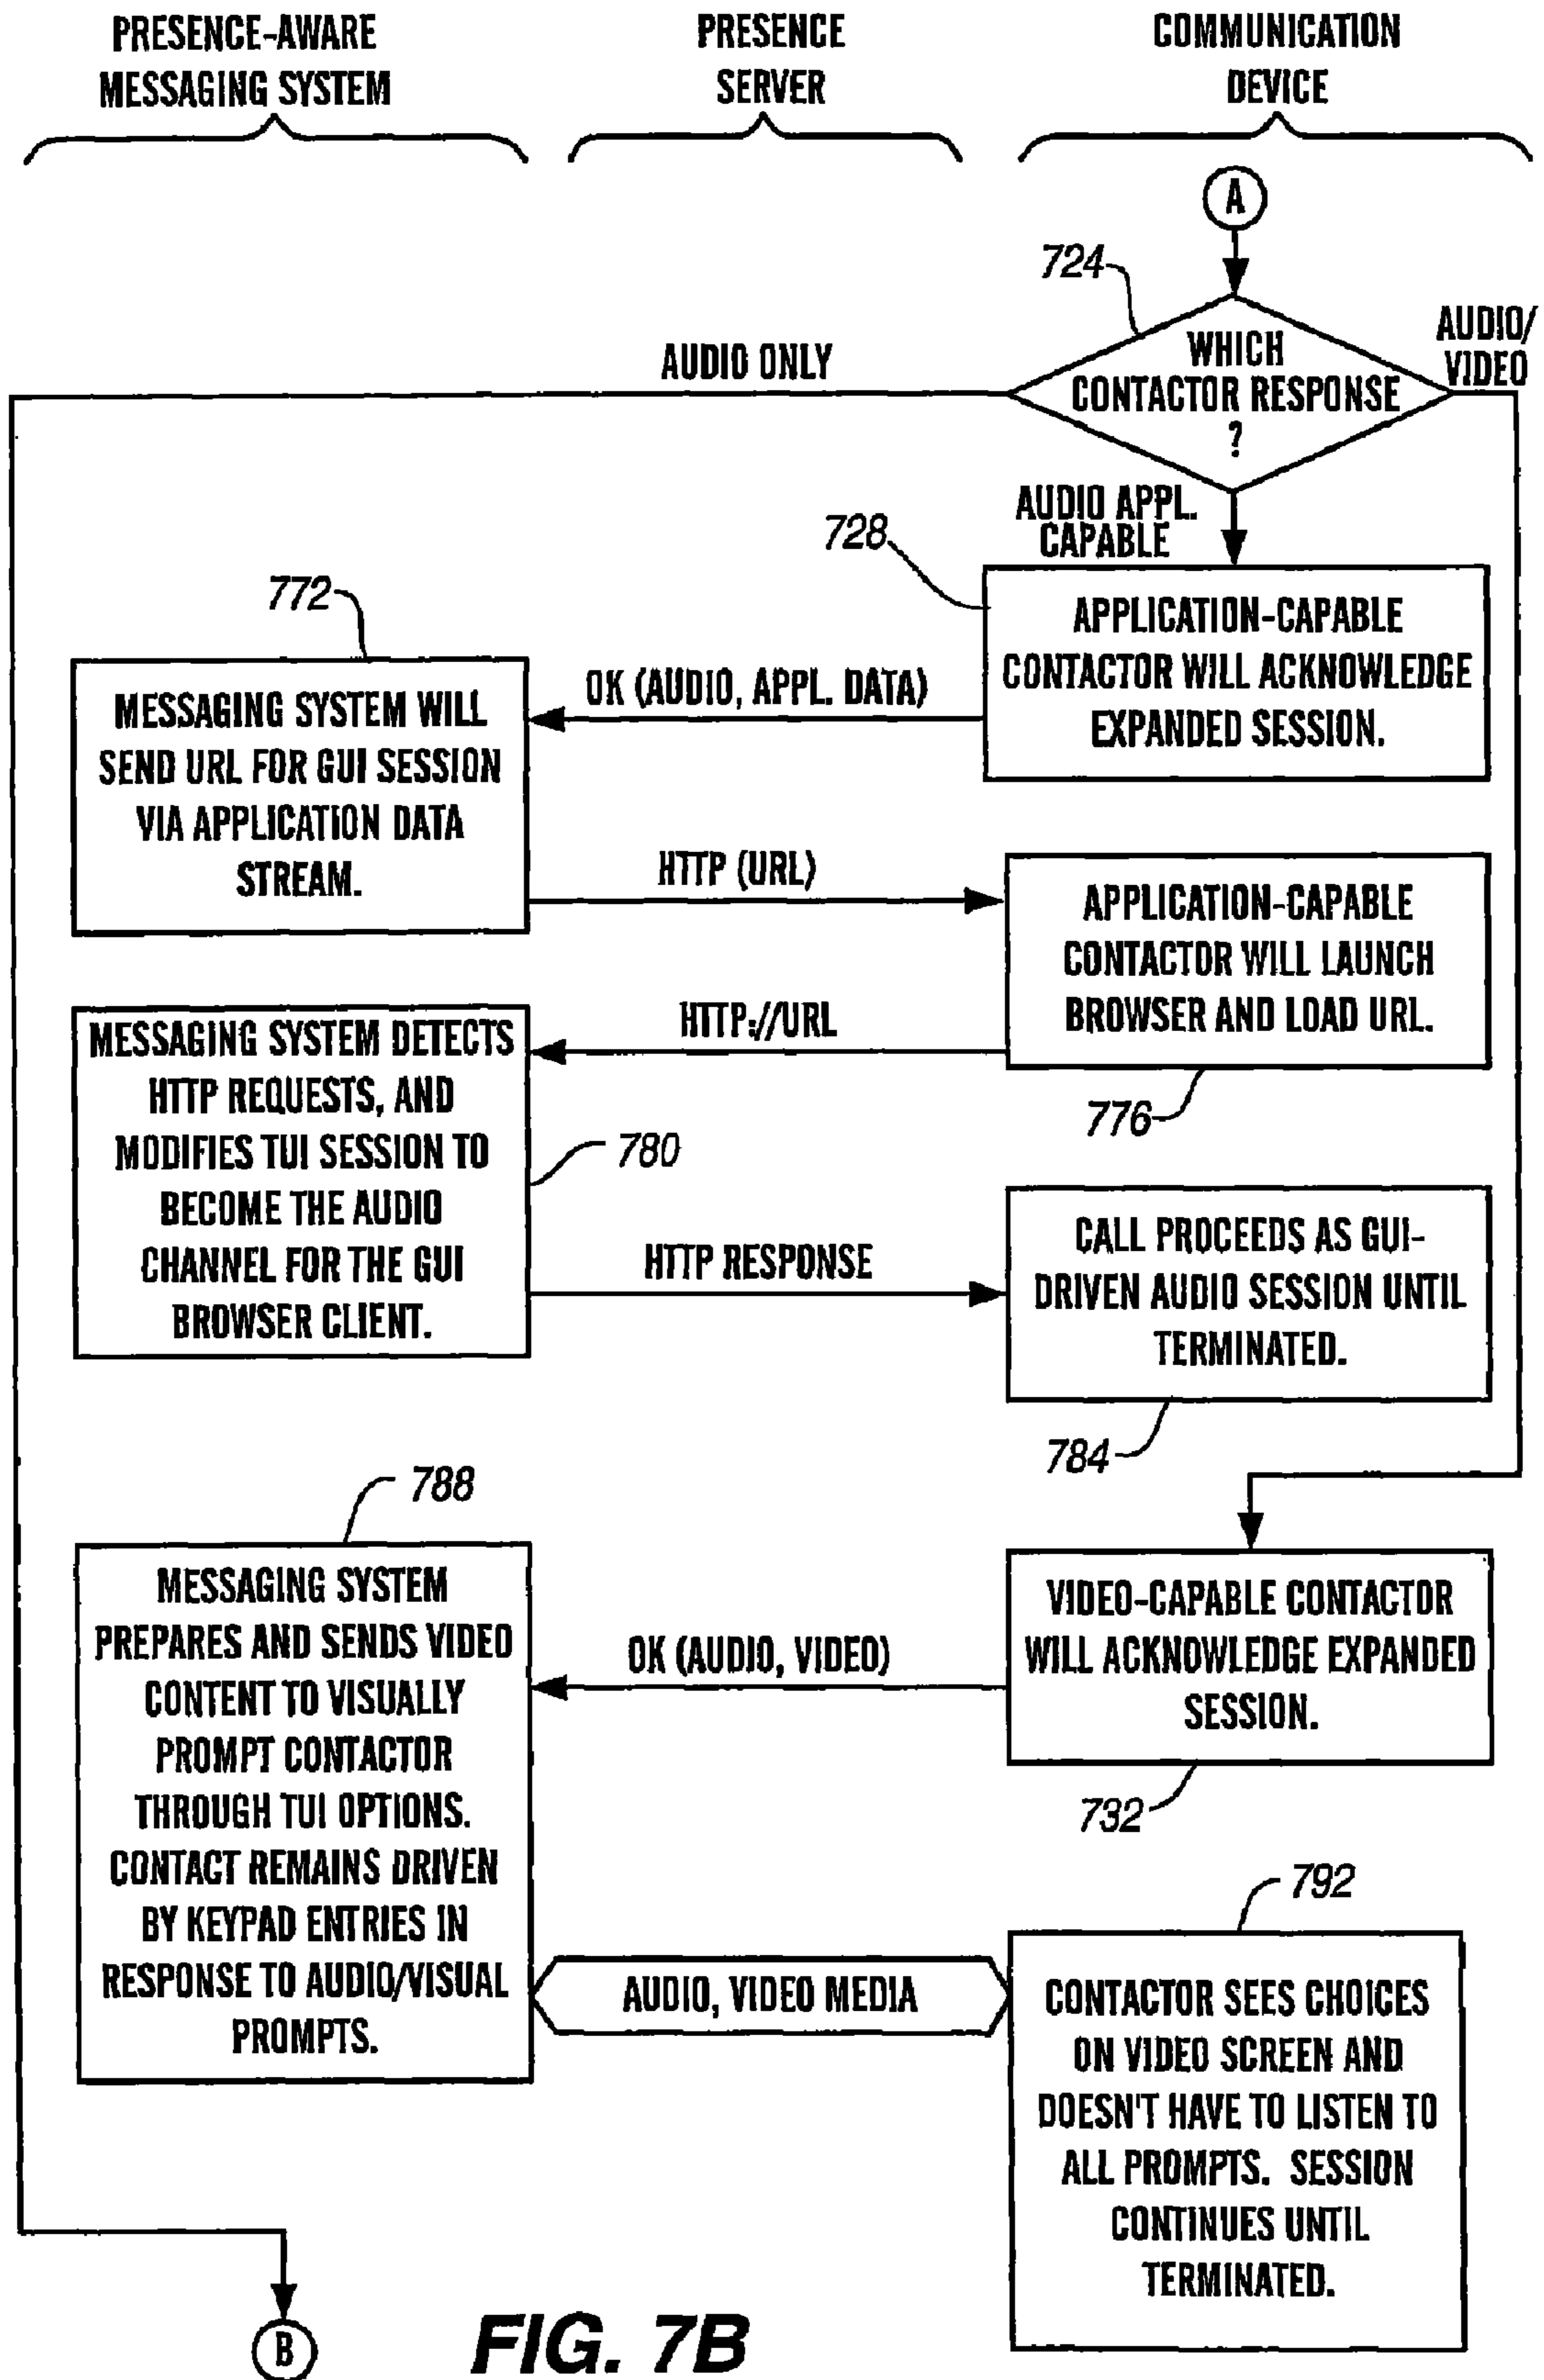 PRESENCE-AWARE
MESSAGING SYSTEM
PRESENCE
SERVER
COMMUNICATION
DEVICE
A
724
WHICH
CONTACTOR RESPONSE
?
AUDIO ONLY
AUDIO/
VIDEO
AUDIO APPL.
CAPABLE
728
APPLICATION-CAPABLE
CONTACTOR WILL ACKNOWLEDGE
EXPANDED SESSION.
772
OK (AUDIO, APPL. DATA)
MESSAGING SYSTEM WILL
SEND URL FOR GUI SESSION
VIA APPLICATION DATA
STREAM.
HTTP (URL)
APPLICATION-CAPABLE
CONTACTOR WILL LAUNCH
BROWSER AND LOAD URL.
776
HTTP://URL
MESSAGING SYSTEM DETECTS
HTTP REQUESTS, AND
MODIFIES TUI SESSION TO
BECOME THE AUDIO
CHANNEL FOR THE GUI
BROWSER CLIENT.
780
HTTP RESPONSE
CALL PROCEEDS AS GUI-
DRIVEN AUDIO SESSION UNTIL
TERMINATED.
784
788
VIDEO-CAPABLE CONTACTOR
WILL ACKNOWLEDGE EXPANDED
SESSION.
732
OK (AUDIO, VIDEO)
MESSAGING SYSTEM
PREPARES AND SENDS VIDEO
CONTENT TO VISUALLY
PROMPT CONTACTOR
THROUGH TUI OPTIONS.
CONTACT REMAINS DRIVEN
BY KEYPAD ENTRIES IN
RESPONSE TO AUDIO/VISUAL
PROMPTS.
AUDIO, VIDEO MEDIA
792
CONTACTOR SEES CHOICES
ON VIDEO SCREEN AND
DOESN'T HAVE TO LISTEN TO
ALL PROMPTS. SESSION
CONTINUES UNTIL
TERMINATED.
B
FIG. 7B